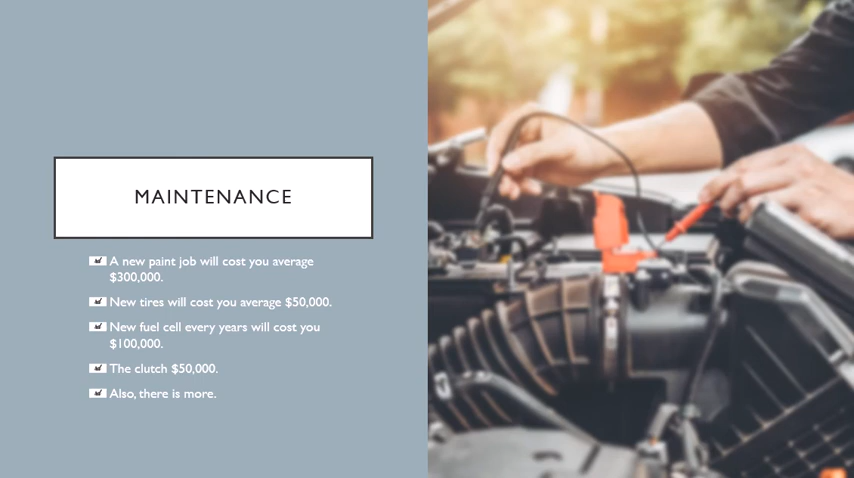 MAINTENANCE
A new paint job will cost you average
$300,000.
New tires will cost you average $50,000.
New fuel cell every years will cost you
$100,000.
The clutch $50,000.
Also, there is more.